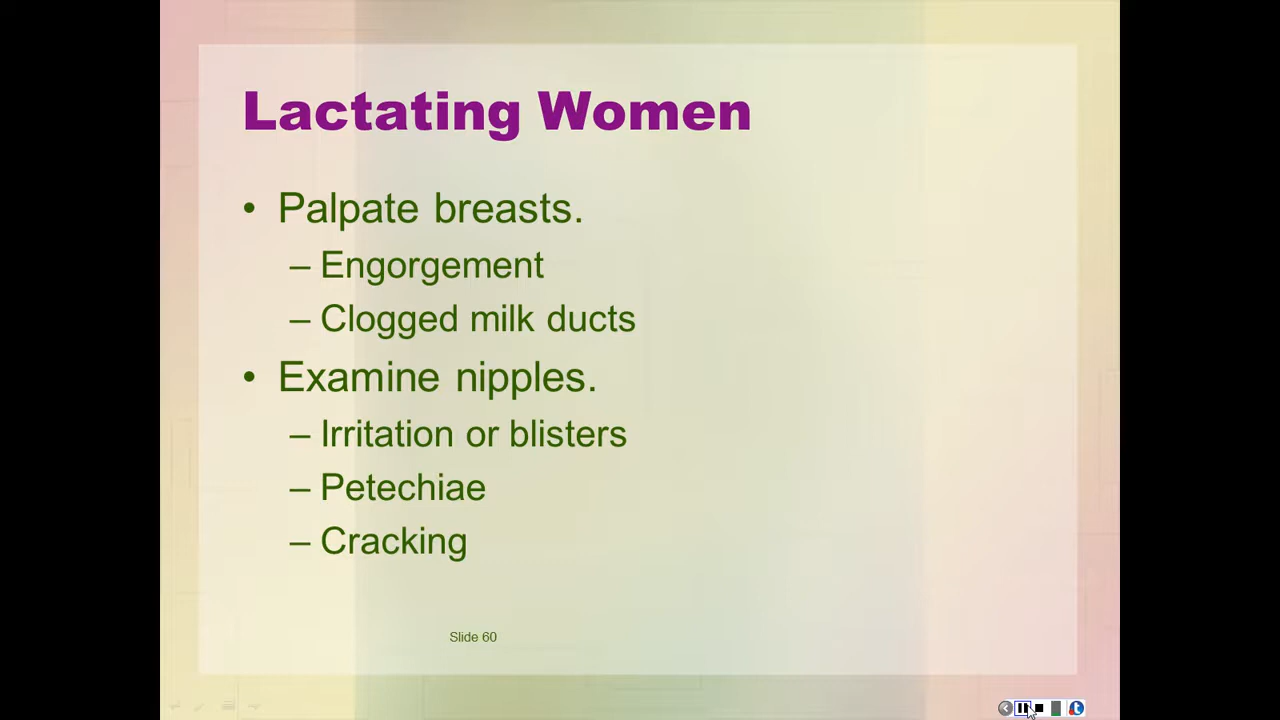 Lactating Women
• Palpate breasts.
– Engorgement
– Clogged milk ducts
• Examine nipples.
– Irritation or blisters
– Petechiae
– Cracking
Slide 60